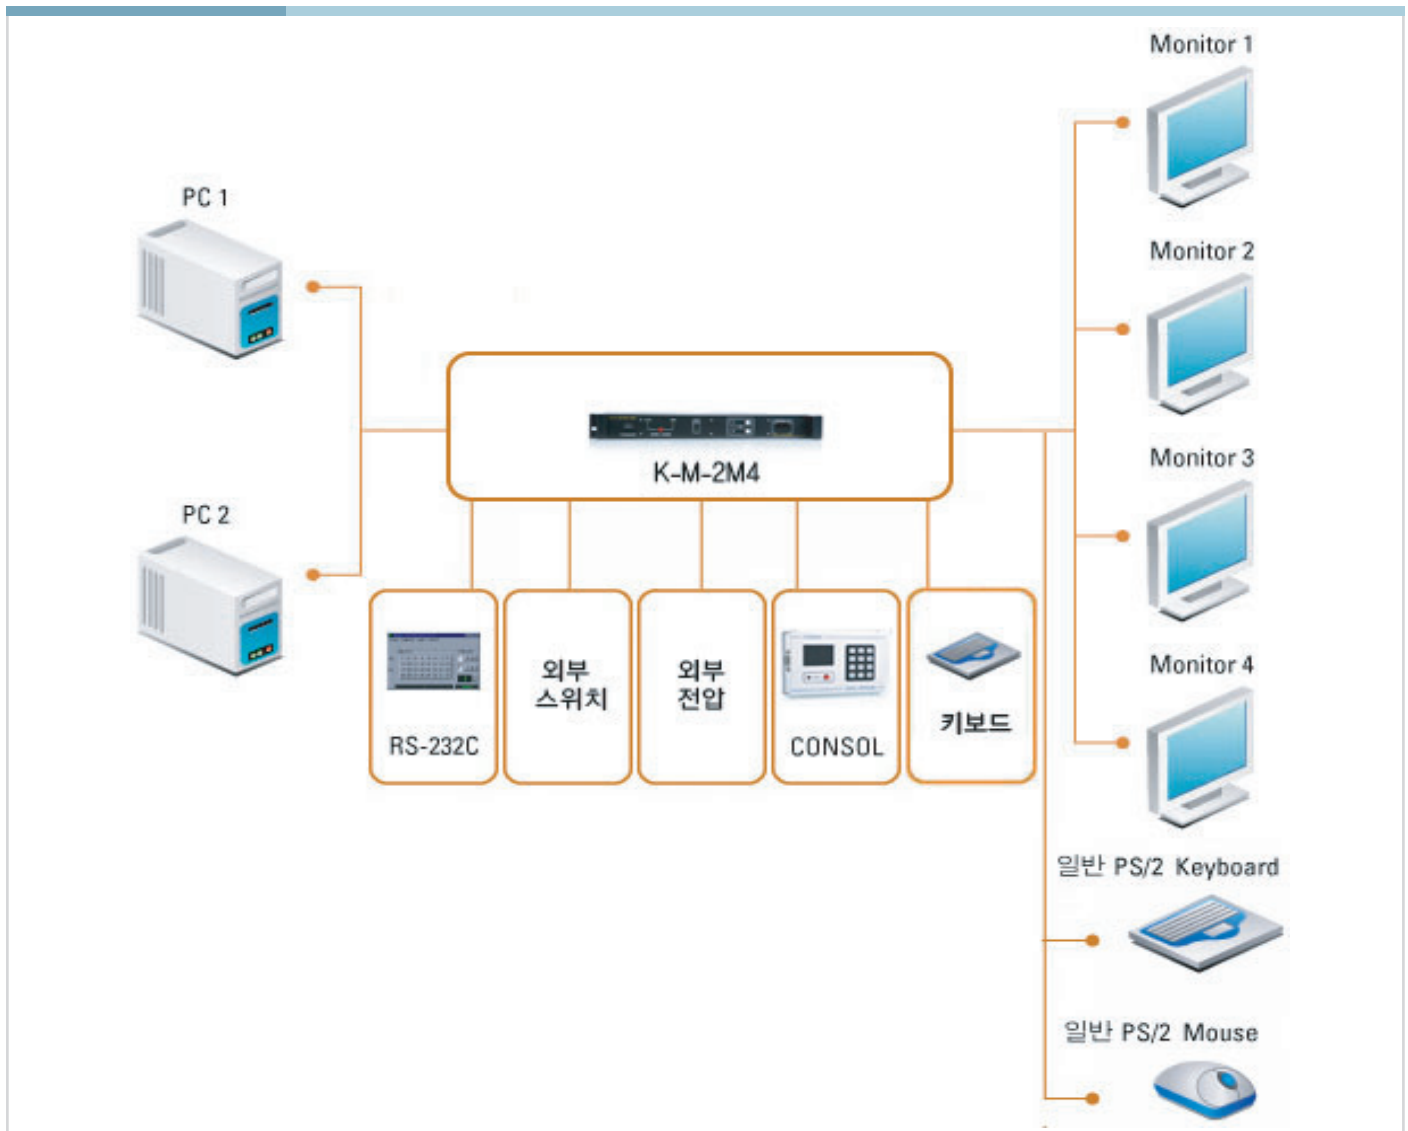 Monitor 1
PC 1
Monitor 2
K-M-2M4
Monitor 3
PC 2
외부
스위치
외부
전압
Monitor 4
키보드
RS-232C
CONSOL
일반 PS/2 Keyboard
일반 PS/2 Mouse